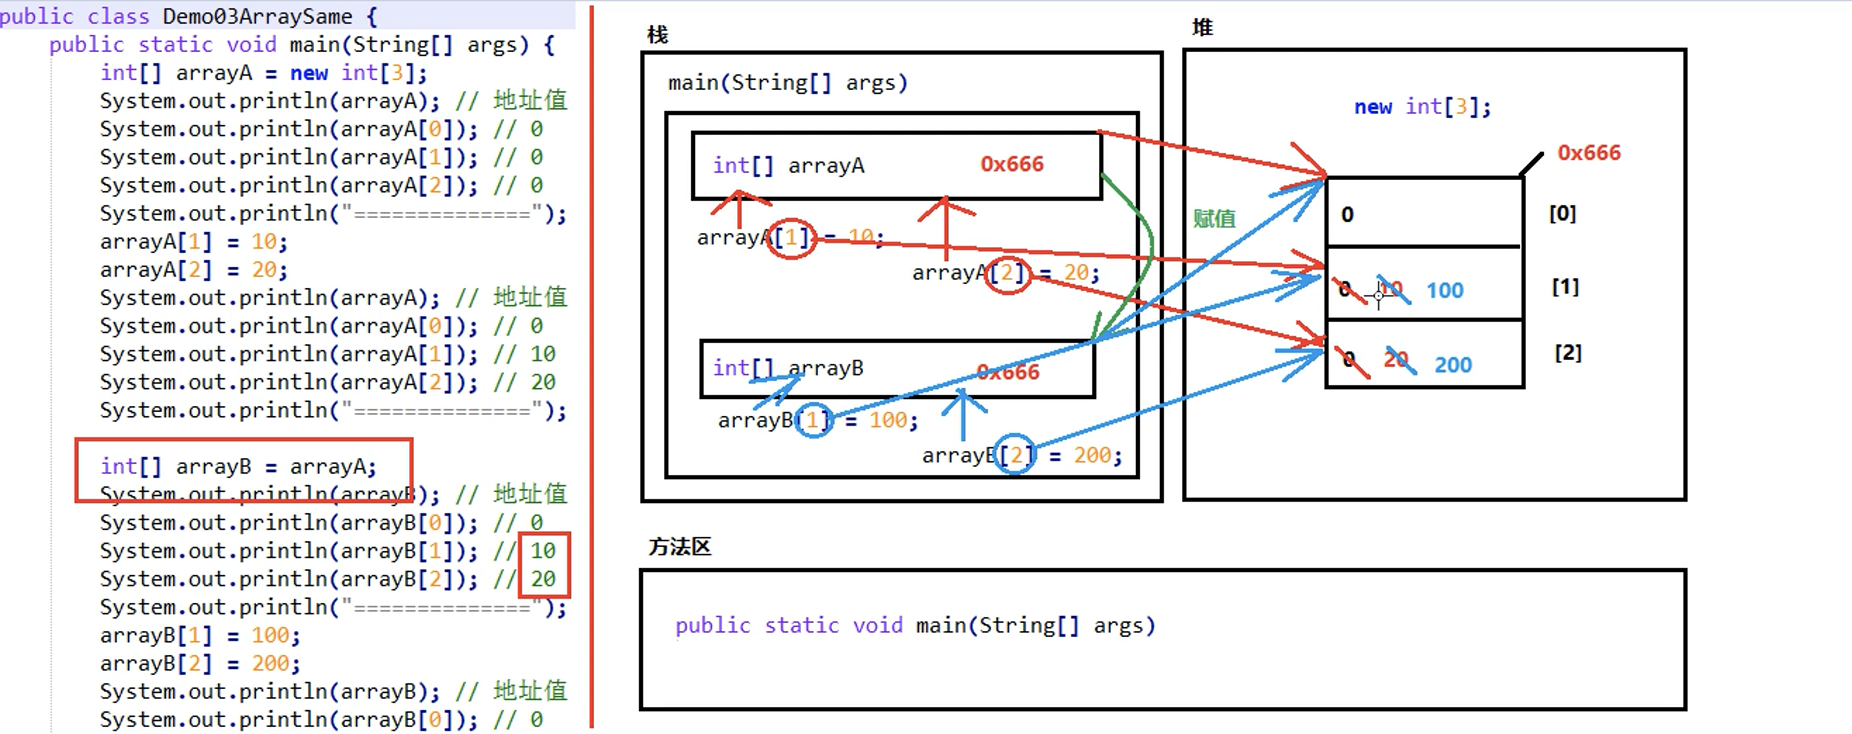 public class Demo03ArraySame {
public static void main(String[] args) {
int[] arrayA = new int[3];
System.out.println(arrayA); // 地址值
System.out.println(arrayA[0]); // 0
System.out.println(arrayA[1]); // 0
System.out.println(arrayA[2]); // 0
System.out.println("==============");
arrayA[1] = 10;
arrayA[2] = 20;
System.out.println(arrayA); // 地址值
System.out.println(arrayA[0]); // 0
System.out.println(arrayA[1]); // 10
System.out.println(arrayA[2]); // 20
System.out.println("==============");
int[] arrayB = arrayA;
System.out.println(arrayB); // 地址值
System.out.println(arrayB[0]); // 0
System.out.println(arrayB[1]); // 10
System.out.println(arrayB[2]); // 20
System.out.println("==============");
arrayB[1] = 100;
arrayB[2] = 200;
System.out.println(arrayB); // 地址值
System.out.println(arrayB[0]); // 0
栈
main(String[] args)
int[] arrayA 0x666
arrayA[1] = 10;
arrayA[2] = 20;
int[] arrayB 0x666
arrayB[1] = 100;
arrayB[2] = 200;
赋值
堆
new int[3];
0x666
0 [0]
0 10 100 [1]
0 20 200 [2]
方法区
public static void main(String[] args)